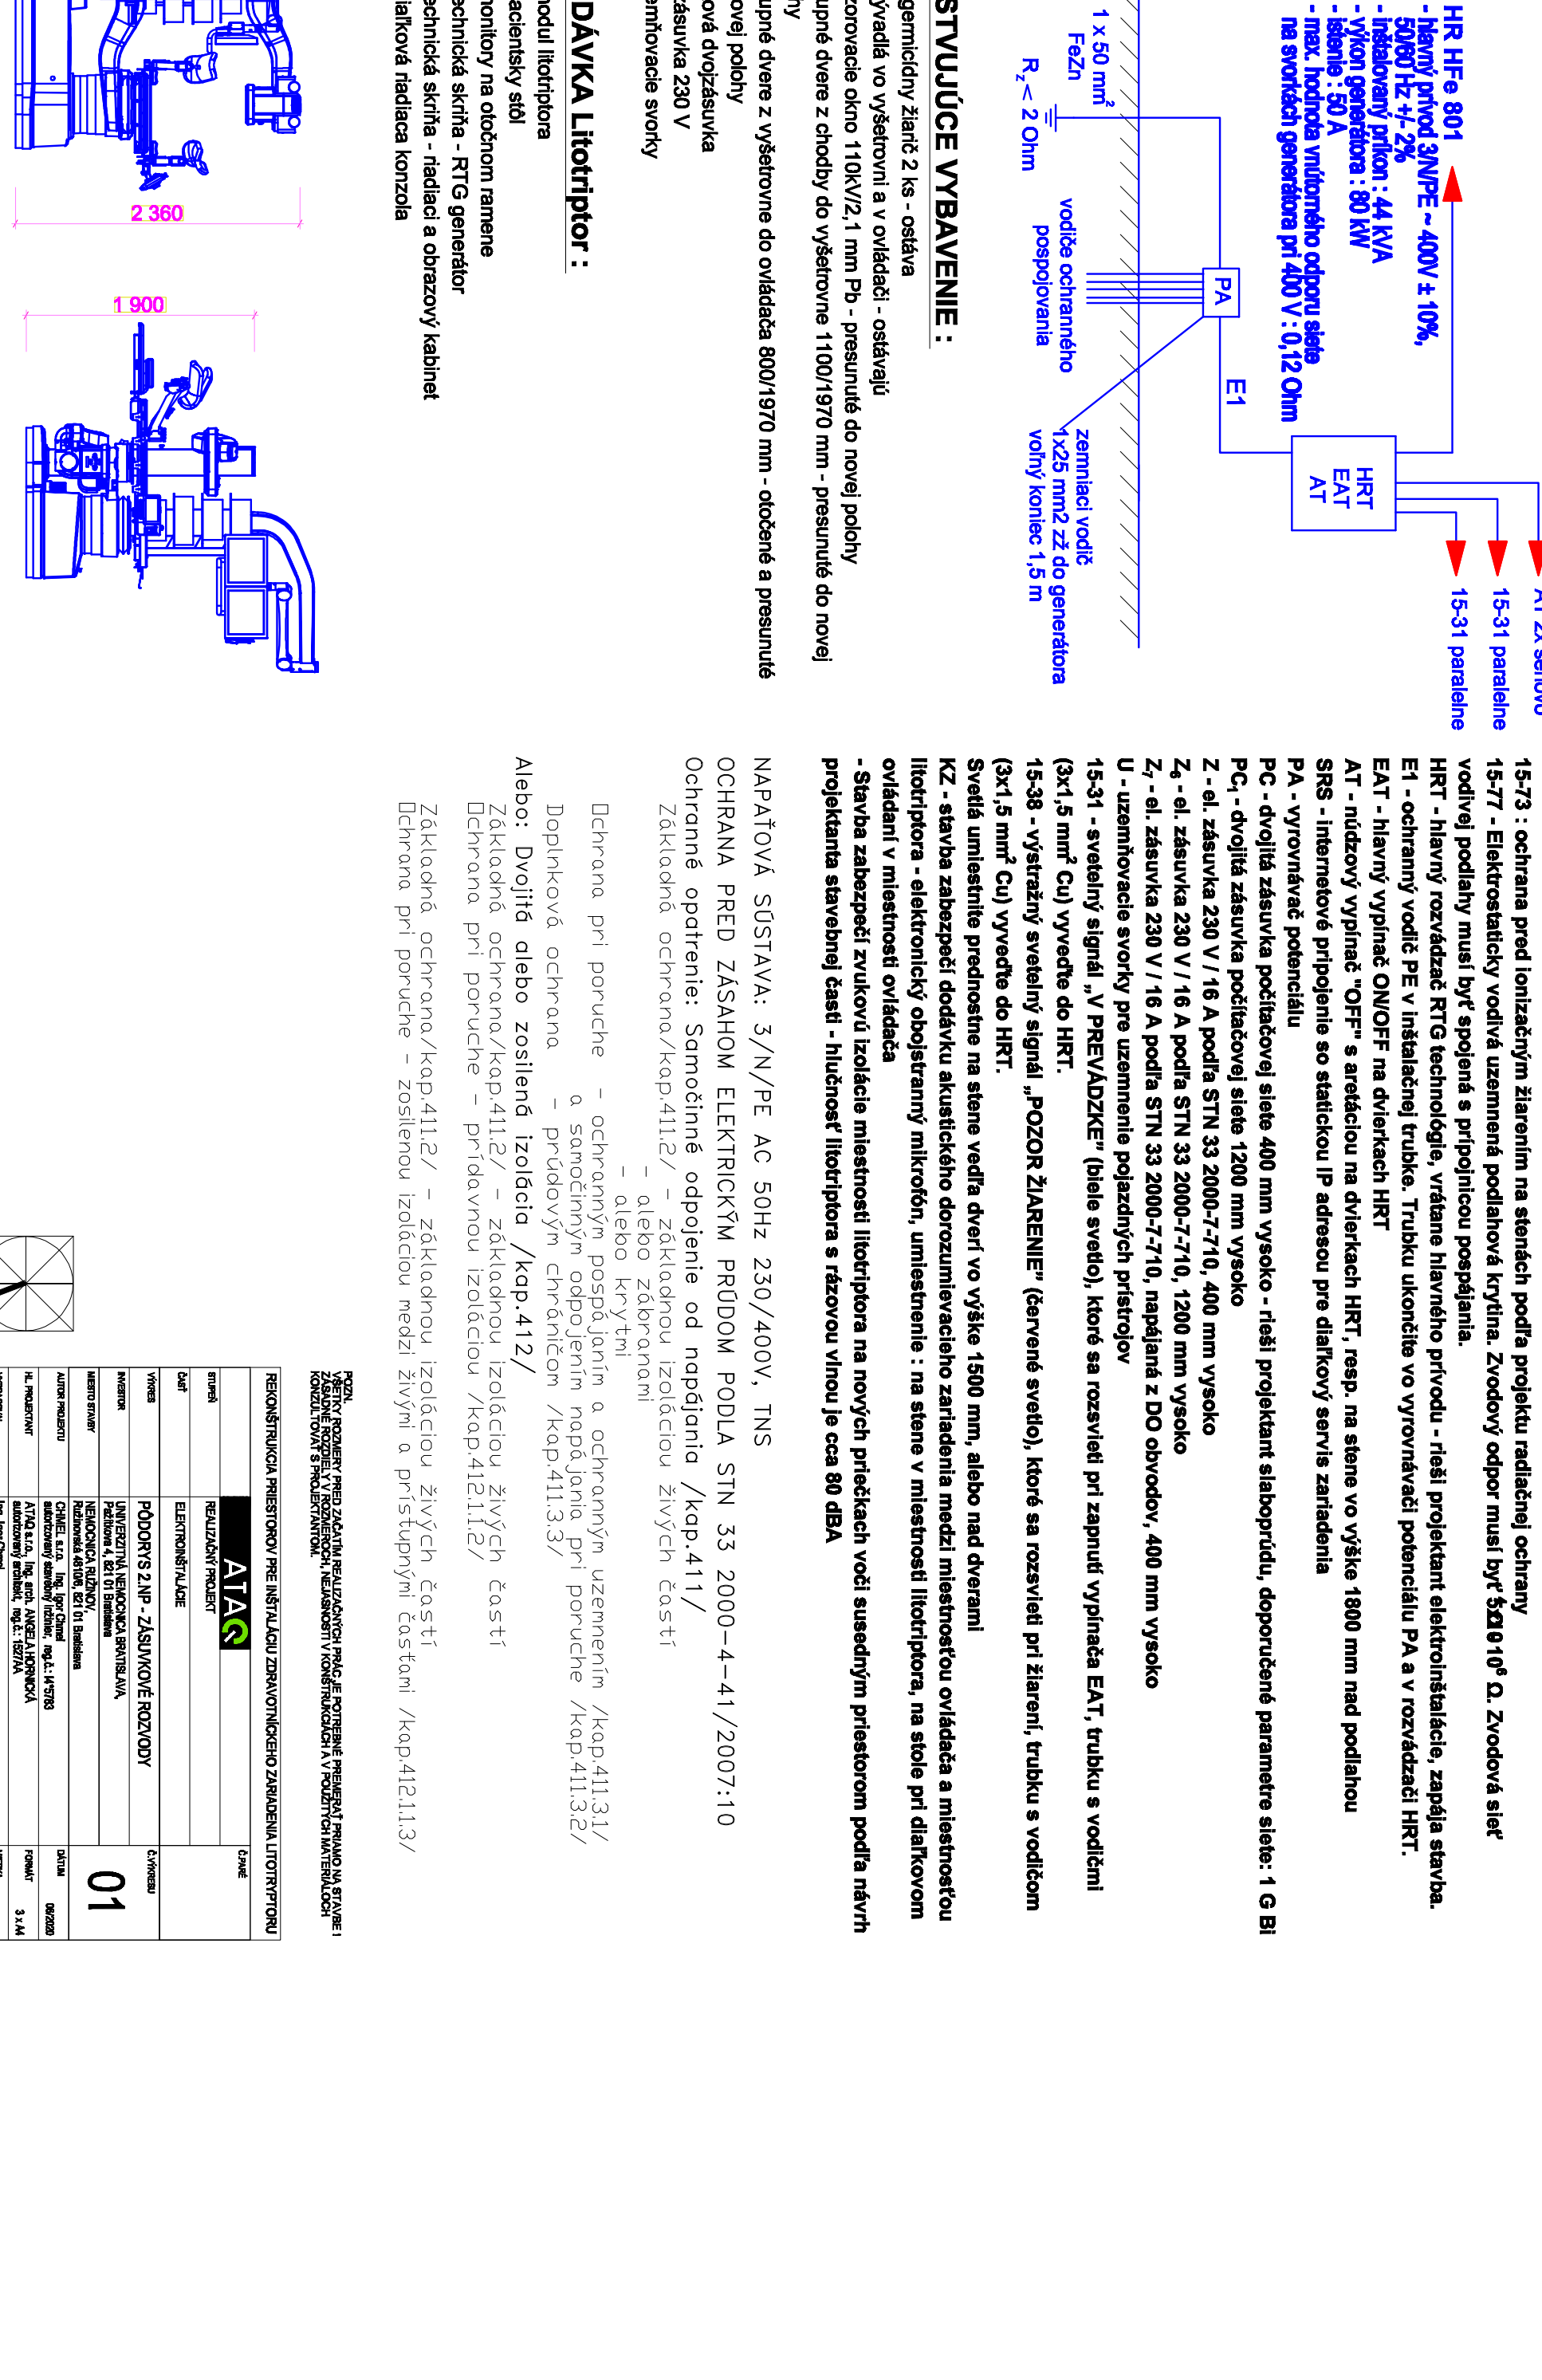 HR HFe 801
- hlavný prívod 3/N/PE ~ 400V ± 10%,
50/60 Hz +/- 2%
- inštalovaný príkon : 44 kVA
- výkon generátora : 80 kW
- istenie : 50 A
- max. hodnota vnútorného odporu siete
na svorkách generátora pri 400 V : 0,12 Ohm
HRT
EAT
AT
15-31 paralelne
15-31 paralelne
E1
PA
1 x 50 mm²
FeZn
Rz < 2 Ohm
vodiče ochranného
pospojovania
zemniaci vodič
1x25 mm2 zž do generátora
voľný koniec 1,5 m
STVUJÚCE VYBAVENIE :
germicídny žiarič 2 ks - ostáva
ývadlá vo vyšetrovni a v ovládači - ostávajú
zorovacie okno 110kV/2,1 mm Pb - presunuté do novej polohy
upné dvere z chodby do vyšetrovne 1100/1970 mm - presunuté do novej
hy
upné dvere z vyšetrovne do ovládača 800/1970 mm - otočené a presunuté
ovej polohy
ová dvojzásuvka
zásuvka 230 V
emňovacie svorky
DÁVKA Litotriptor :
modul litotriptora
acientsky stôl
monitory na otočnom ramene
echnická skriňa - RTG generátor
echnická skriňa - riadiaci a obrazový kabinet
iaľková riadiaca konzola
2 360
1 900
15-73 : ochrana pred ionizačným žiarením na stenách podľa projektu radiačnej ochrany
15-77 - Elektrostaticky vodivá uzemnená podlahová krytina. Zvodový odpor musí byť Ω. Zvodová sieť
vodivej podlahy musí byť spojená s prípojnicou pospájania.
HRT - hlavný rozvádzač RTG technológie, vrátane hlavného prívodu - rieši projektant elektroinštalácie, zapája stavba.
E1 - ochranný vodič PE v inštalačnej trubke. Trubku ukončite vo vyrovnávači potenciálu PA a v rozvádzači HRT.
EAT - hlavný vypínač ON/OFF na dvierkach HRT
AT - núdzový vypínač "OFF" s aretáciou na dvierkach HRT, resp. na stene vo výške 1800 mm nad podlahou
SRS - internetové pripojenie so statickou IP adresou pre diaľkový servis zariadenia
PA - vyrovnávač potenciálu
PC - dvojitá zásuvka počítačovej siete 400 mm vysoko - rieši projektant slaboprúdu, doporučené parametre siete: 1 G Bi
PC₁ - dvojitá zásuvka počítačovej siete 1200 mm vysoko
Z - el. zásuvka 230 V / 16 A podľa STN 33 2000-7-710, 400 mm vysoko
Z₆ - el. zásuvka 230 V / 16 A podľa STN 33 2000-7-710, 1200 mm vysoko
Z₇ - el. zásuvka 230 V / 16 A podľa STN 33 2000-7-710, napájaná z DO obvodov, 400 mm vysoko
U - uzemňovacie svorky pre uzemnenie pojazdných prístrojov
15-31 - svetelný signál „V PREVÁDZKE" (biele svetlo), ktoré sa rozsvieti pri zapnutí vypínača EAT, trubku s vodičmi
(3x1,5 mm² Cu) vyveďte do HRT.
15-38 - výstražný svetelný signál „POZOR ŽIARENIE" (červené svetlo), ktoré sa rozsvieti pri žiarení, trubku s vodičom
(3x1,5 mm² Cu) vyveďte do HRT.
Svetlá umiestnite prednostne na stene vedľa dverí vo výške 1500 mm, alebo nad dverami
KZ - stavba zabezpečí dodávku akustického dorozumievacieho zariadenia medzi miestnosťou ovládača a miestnosťou
litotriptora - elektronický obojstranný mikrofón, umiestnenie : na stene v miestnosti litotriptora, na stole pri diaľkovom
ovládaní v miestnosti ovládača
- Stavba zabezpečí zvukovú izolácie miestnosti litotriptora na nových priečkach voči susedným priestorom podľa návrh
projektanta stavebnej časti - hlučnosť litotriptora s rázovou vlnou je cca 80 dBA
NAPAŤOVÁ SÚSTAVA: 3/N/PE AC 50Hz 230/400V, TNS
OCHRANA PRED ZÁSAHOM ELEKTRICKÝM PRÚDOM PODLA STN 33 2000-4-41/2007:10
Ochranné opatrenie: Samočinné odpojenie od napájania /kap.411/
Základná ochrana/kap.411.2/ - základnou izoláciou živých častí
- alebo zábranami
- alebo krytmi
Ochrana pri poruche - ochranným pospájaním a ochranným uzemnením /kap.411.3.1/
a samočinným odpojením napájania pri poruche /kap.411.3.2/
Doplnková ochrana - prúdovým chráničom /kap.411.3.3/
Alebo: Dvojitá alebo zosilená izolácia /kap.412/
Základná ochrana/kap.411.2/ - základnou izoláciou živých častí
Ochrana pri poruche - prídavnou izoláciou /kap.412.1.1.2/
Základná ochrana/kap.411.2/ - základnou izoláciou živých častí
Ochrana pri poruche - zosilenou izoláciou medzi živými a prístupnými časťami /kap.412.1.1.3/
POZN.
VŠETKY ROZMERY PRED ZAČATÍM REALIZAČNÝCH PRÁC JE POTREBNÉ PREMERAŤ PRIAMO NA STAVBE !
ZÁSADNÉ ROZDIELY V ROZMEROCH, NEJASNOSTI V KONŠTRUKCIÁCH A V POUŽITÝCH MATERIÁLOCH
KONZULTOVAŤ S PROJEKTANTOM.
REKONŠTRUKCIA PRIESTOROV PRE INŠTALÁCIU ZDRAVOTNÍCKEHO ZARIADENIA LITOTRYPTORU
ATAQ
Č.PARÉ
STUPEŇ
REALIZAČNÝ PROJEKT
ČASŤ
ELEKTROINŠTALÁCIE
VÝKRES
PÔDORYS 2.NP - ZÁSUVKOVÉ ROZVODY
Č.VÝKRESU
01
INVESTOR
UNIVERZITNÁ NEMOCNICA BRATISLAVA,
Pažítkova 4, 821 01 Bratislava
MIESTO STAVBY
NEMOCNICA RUŽINOV,
Ružinovská 4810/6, 821 01 Bratislava
AUTOR PROJEKTU
CHMEL s.r.o. Ing. Igor Chmel
autorizovaný stavebný inžinier, reg.č.: I4*5783
DÁTUM
06/2020
HL. PROJEKTANT
ATAQ s.r.o., Ing. arch. ANGELA HORNICKÁ
autorizovaný architekt, reg.č.: 1527AA
FORMÁT
3 x A4